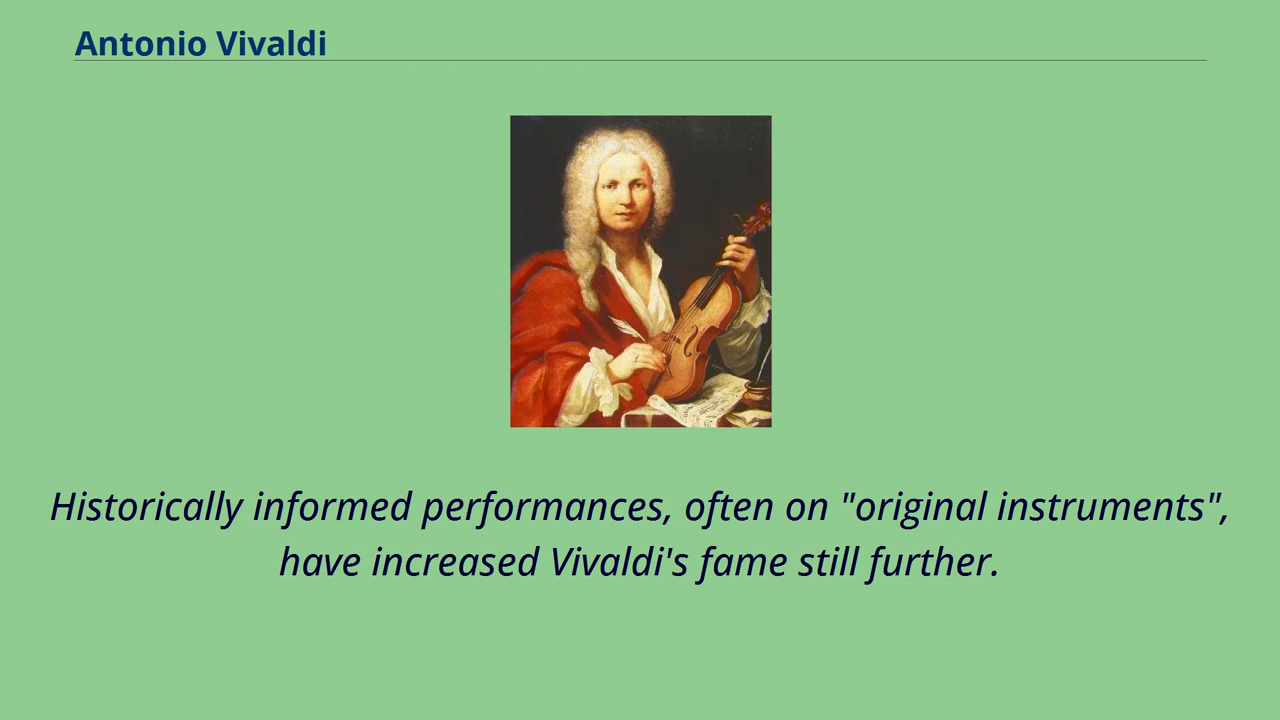 Antonio Vivaldi
Historically informed performances, often on "original instruments",
have increased Vivaldi's fame still further.